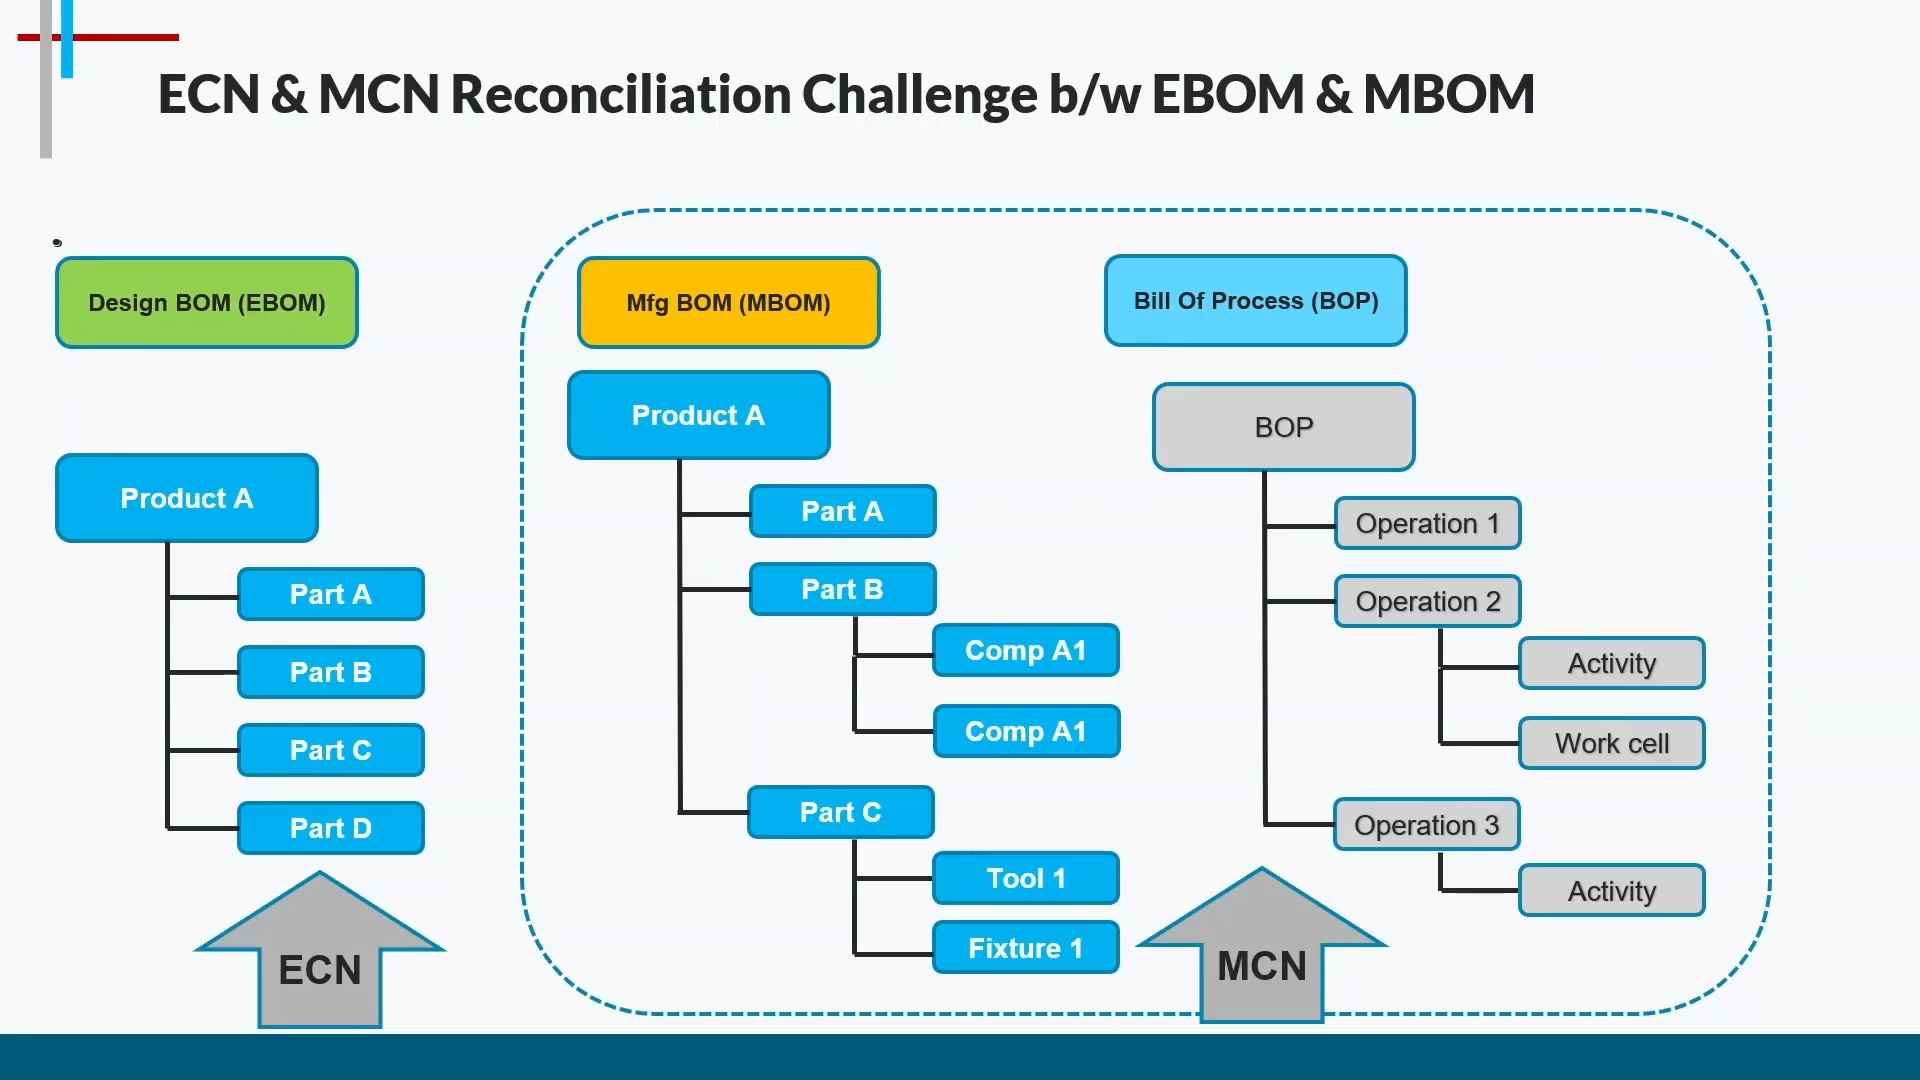 ECN & MCN Reconciliation Challenge b/w EBOM & MBOM
Design BOM (EBOM)
Product A
Part A
Part B
Part C
Part D
ECN
Mfg BOM (MBOM)
Product A
Part A
Part B
Comp A1
Comp A1
Part C
Tool 1
Fixture 1
Bill Of Process (BOP)
BOP
Operation 1
Operation 2
Activity
Work cell
Operation 3
Activity
MCN